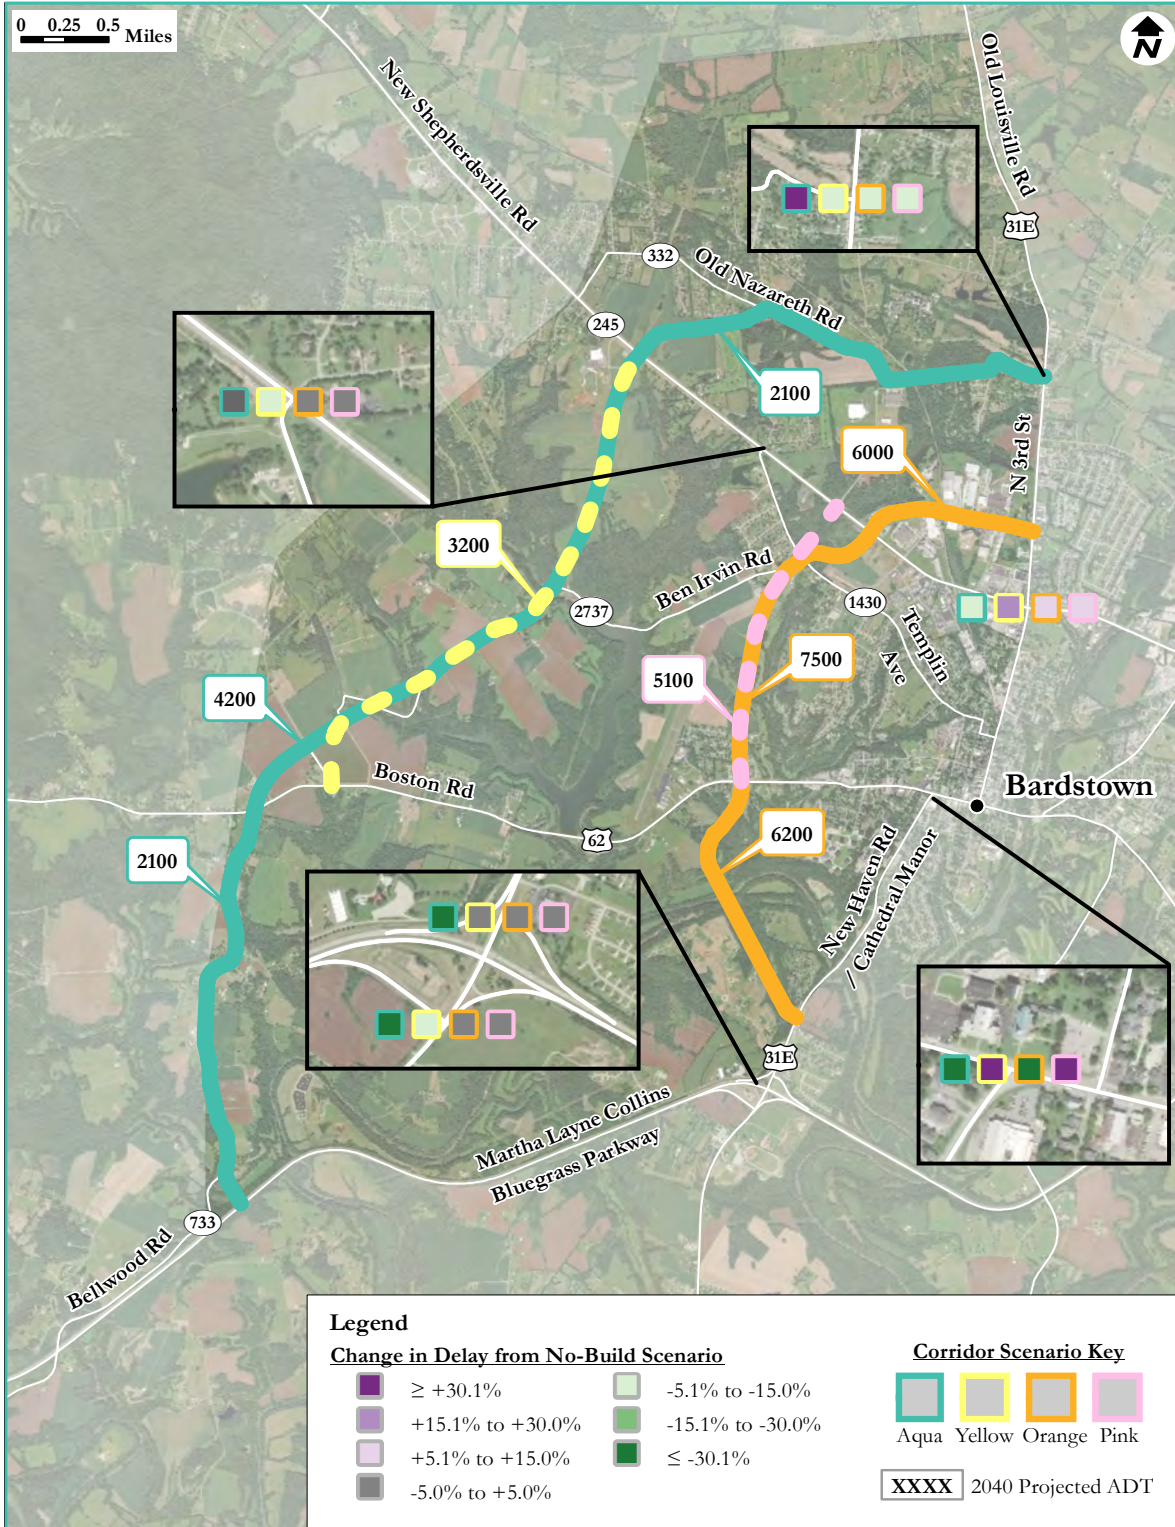 0 0.25 0.5
Miles
N
New Shepherdsville Rd
Old Louisville Rd
31E
332
Old Nazareth Rd
245
2100
6000
N 3rd St
3200
Ben Irvin Rd
2737
1430
Templin
Ave
7500
5100
4200
Boston Rd
Bardstown
62
6200
2100
New Haven Rd
/ Cathedral Manor
31E
Martha Layne Collins
Bluegrass Parkway
733
Bellwood Rd
Legend
Change in Delay from No-Build Scenario
≥ +30.1%
+15.1% to +30.0%
+5.1% to +15.0%
-5.0% to +5.0%
-5.1% to -15.0%
-15.1% to -30.0%
≤ -30.1%
Corridor Scenario Key
Aqua Yellow Orange Pink
XXXX 2040 Projected ADT